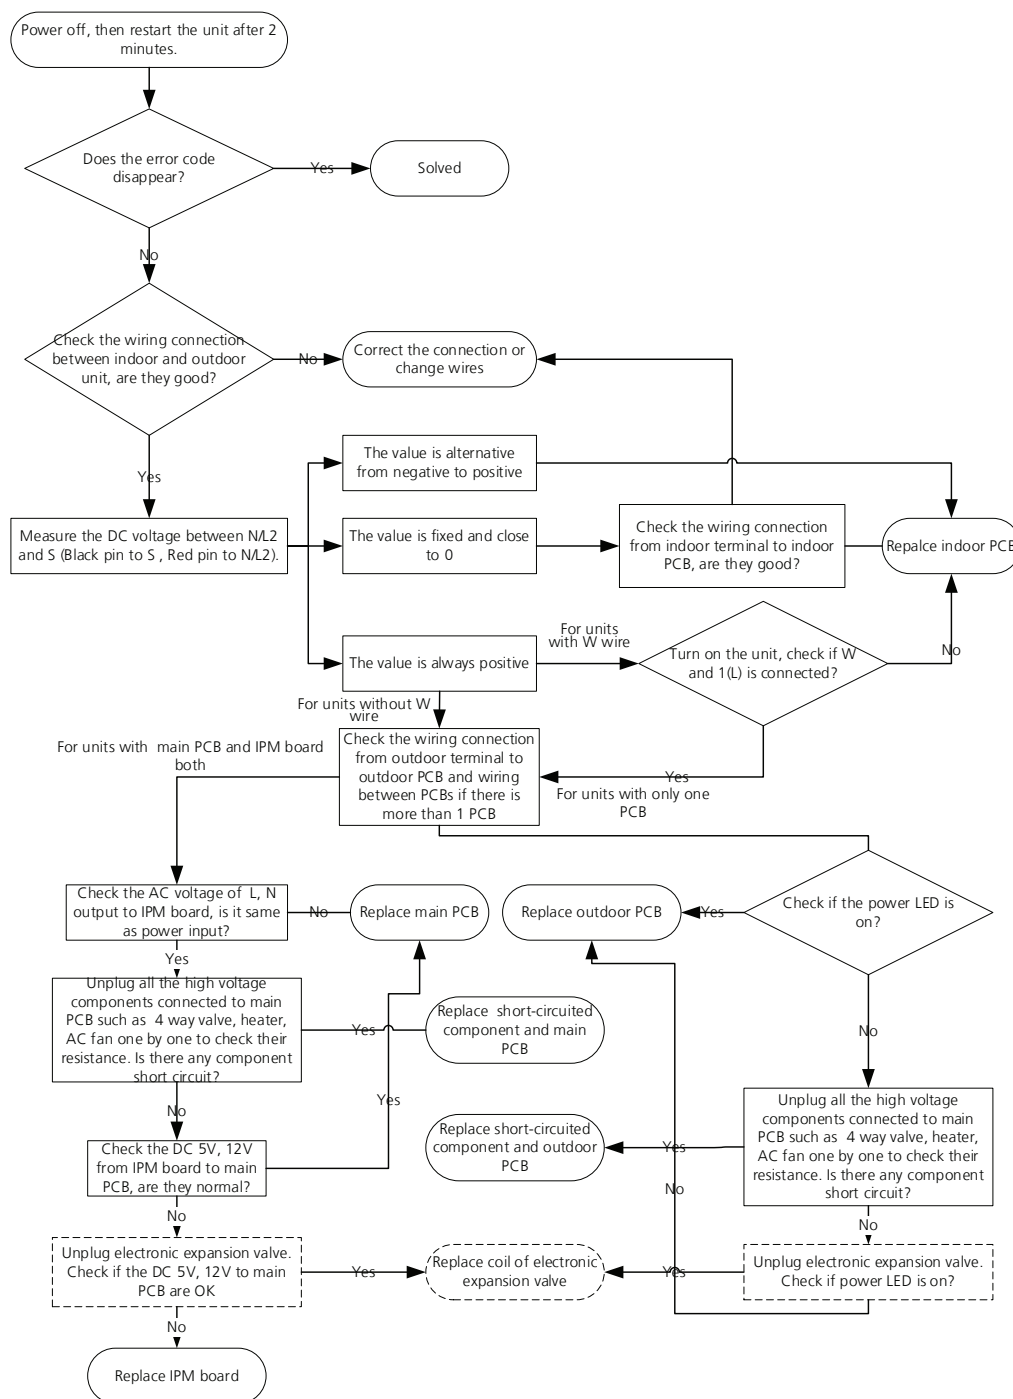 Power off, then restart the unit after 2
minutes.
Does the error code
disappear?
Yes
Solved
No
Check the wiring connection
between indoor and outdoor
unit, are they good?
No
Correct the connection or
change wires
Yes
The value is alternative
from negative to positive
Measure the DC voltage between N/L2
and S (Black pin to S , Red pin to N/L2).
The value is fixed and close
to 0
Check the wiring connection
from indoor terminal to indoor
PCB, are they good?
Repalce indoor PCB
The value is always positive
For units
with W wire
Turn on the unit, check if W
and 1(L) is connected?
No
For units without W
wire
For units with  main PCB and IPM board
both
Check the wiring connection
from outdoor terminal to
outdoor PCB and wiring
between PCBs if there is
more than 1 PCB
Yes
For units with only one
PCB
Check the AC voltage of  L, N
output to IPM board, is it same
as power input?
No
Replace main PCB
Replace outdoor PCB
Yes
Check if the power LED is
on?
Yes
Unplug all the high voltage
components connected to main
PCB such as  4 way valve, heater,
AC fan one by one to check their
resistance. Is there any component
short circuit?
Yes
Replace  short-circuited
component and main
PCB
No
No
Yes
Check the DC 5V, 12V
from IPM board to main
PCB, are they normal?
Replace short-circuited
component and outdoor
PCB
Yes
Unplug all the high voltage
components connected to main
PCB such as  4 way valve, heater,
AC fan one by one to check their
resistance. Is there any component
short circuit?
No
No
No
Unplug electronic expansion valve.
Check if the DC 5V, 12V to main
PCB are OK
Yes
Replace coil of electronic
expansion valve
Yes
Unplug electronic expansion valve.
Check if power LED is on?
No
Replace IPM board